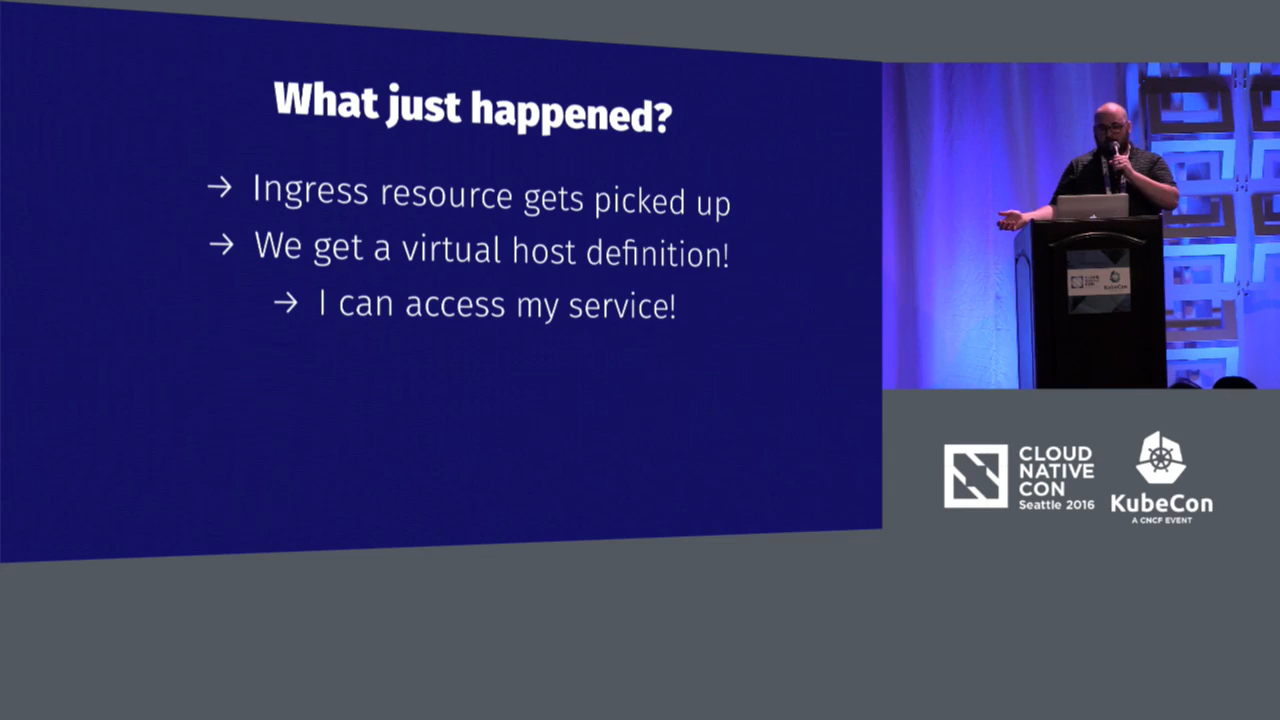 What just happened?
→ Ingress resource gets picked up
→ We get a virtual host definition!
→ I can access my service!
CLOUD
NATIVE
CON
Seattle 2016
KubeCon
A CNCF EVENT
KubeCon